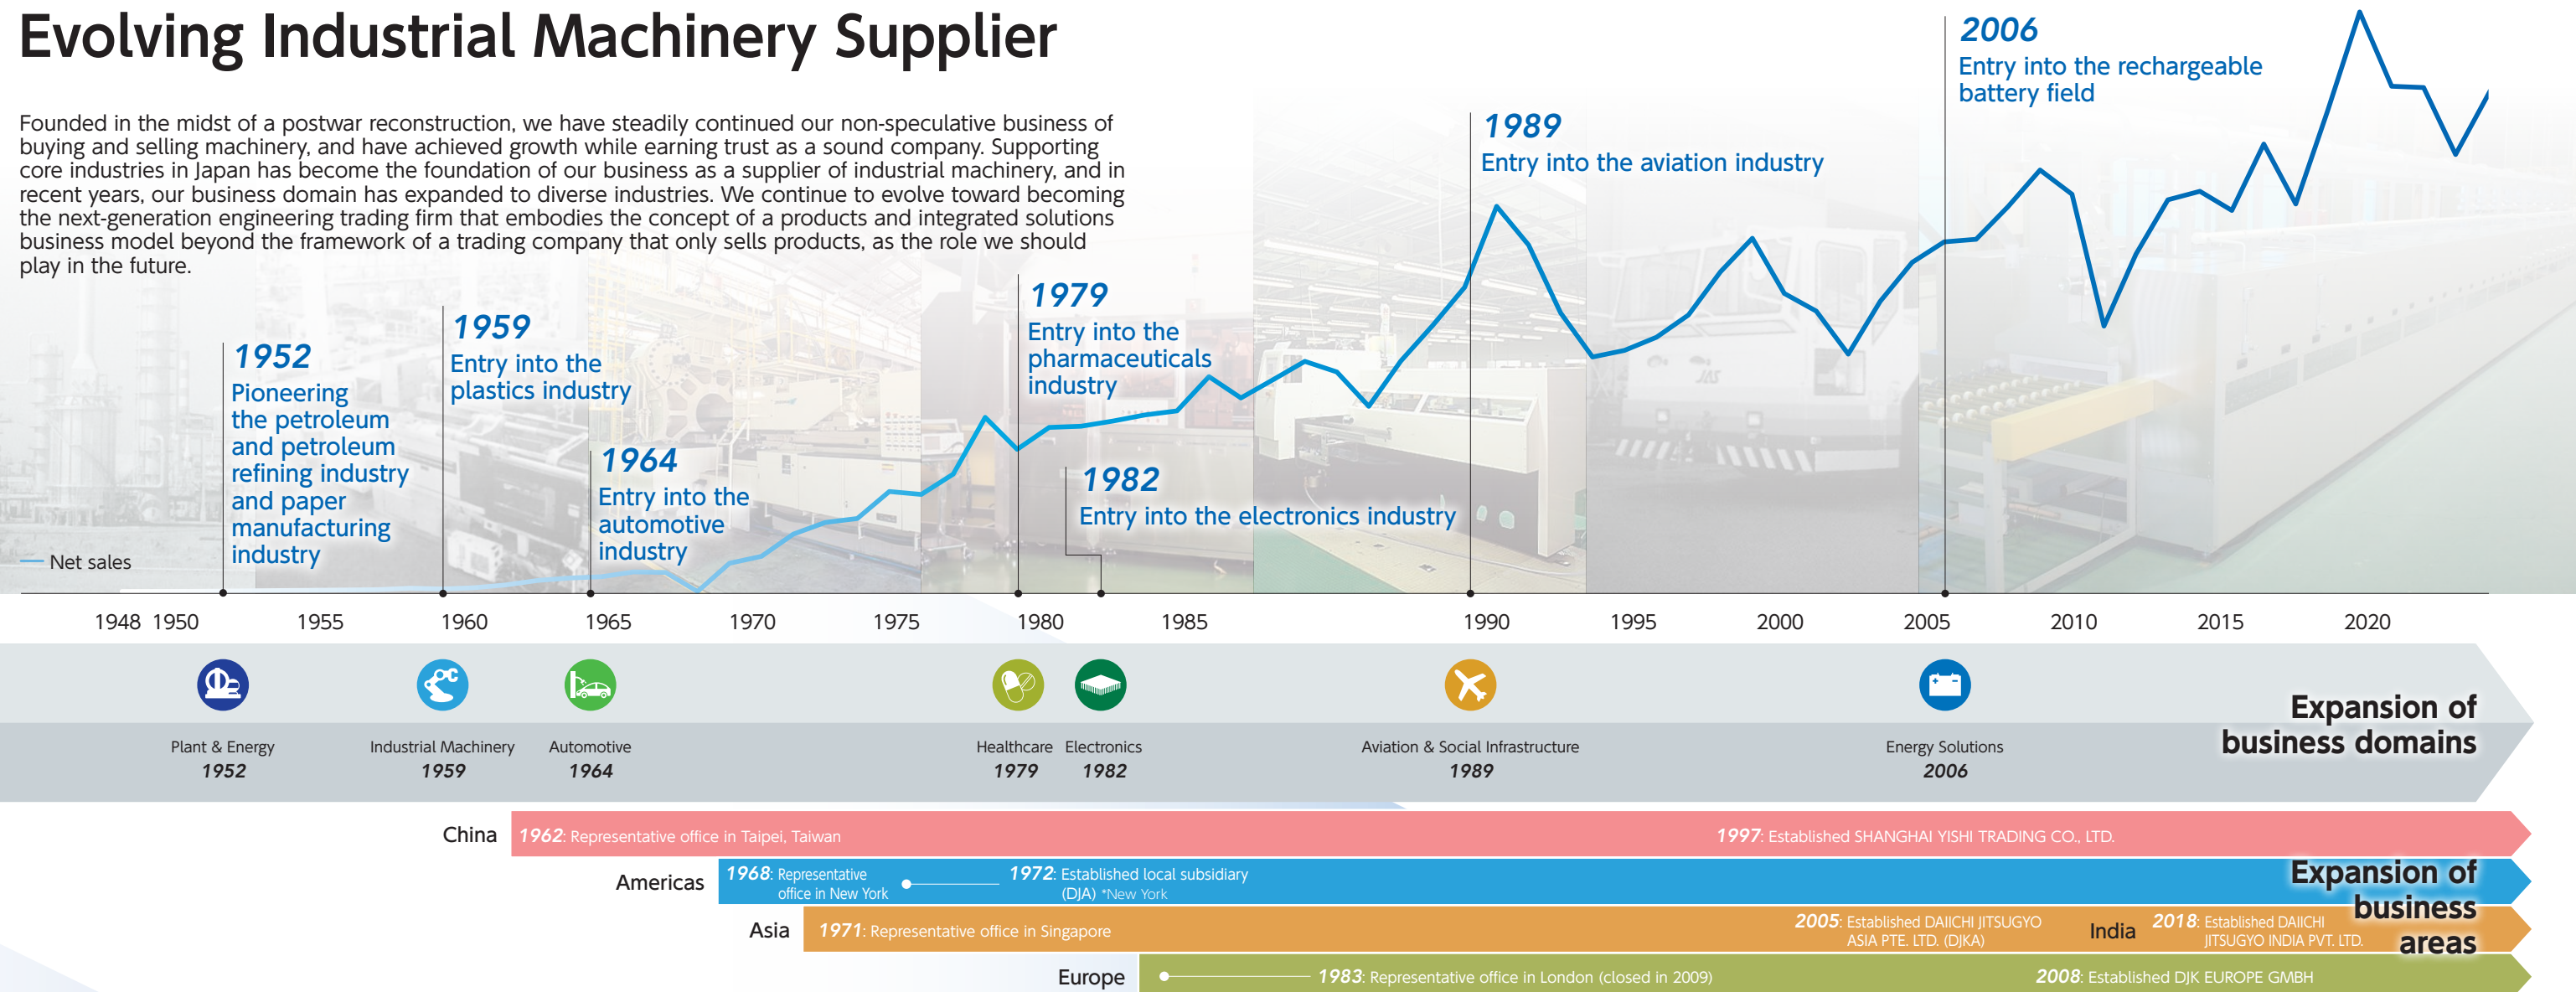 Evolving Industrial Machinery Supplier
Founded in the midst of a postwar reconstruction, we have steadily continued our non-speculative business of
buying and selling machinery, and have achieved growth while earning trust as a sound company. Supporting
core industries in Japan has become the foundation of our business as a supplier of industrial machinery, and in
recent years, our business domain has expanded to diverse industries. We continue to evolve toward becoming
the next-generation engineering trading firm that embodies the concept of a products and integrated solutions
business model beyond the framework of a trading company that only sells products, as the role we should
play in the future.
1952
Pioneering
the petroleum
and petroleum
refining industry
and paper
manufacturing
industry
1959
Entry into the
plastics industry
1964
Entry into the
automotive
industry
1979
Entry into the
pharmaceuticals
industry
1982
Entry into the electronics industry
1989
Entry into the aviation industry
2006
Entry into the rechargeable
battery field
JAS
Net sales
1948 1950 1955 1960 1965 1970 1975 1980 1985 1990 1995 2000 2005 2010 2015 2020
Plant & Energy
1952
Industrial Machinery
1959
Automotive
1964
Healthcare
1979
Electronics
1982
Aviation & Social Infrastructure
1989
Energy Solutions
2006
Expansion of
business domains
China
1962: Representative office in Taipei, Taiwan
1997: Established SHANGHAI YISHI TRADING CO., LTD.
Americas
1968: Representative
office in New York
1972: Established local subsidiary
(DJA) *New York
Asia
1971: Representative office in Singapore
2005: Established DAIICHI JITSUGYO
ASIA PTE. LTD. (DJKA)
India
2018: Established DAIICHI
JITSUGYO INDIA PVT. LTD.
Europe
1983: Representative office in London (closed in 2009)
2008: Established DJK EUROPE GMBH
Expansion of
business
areas